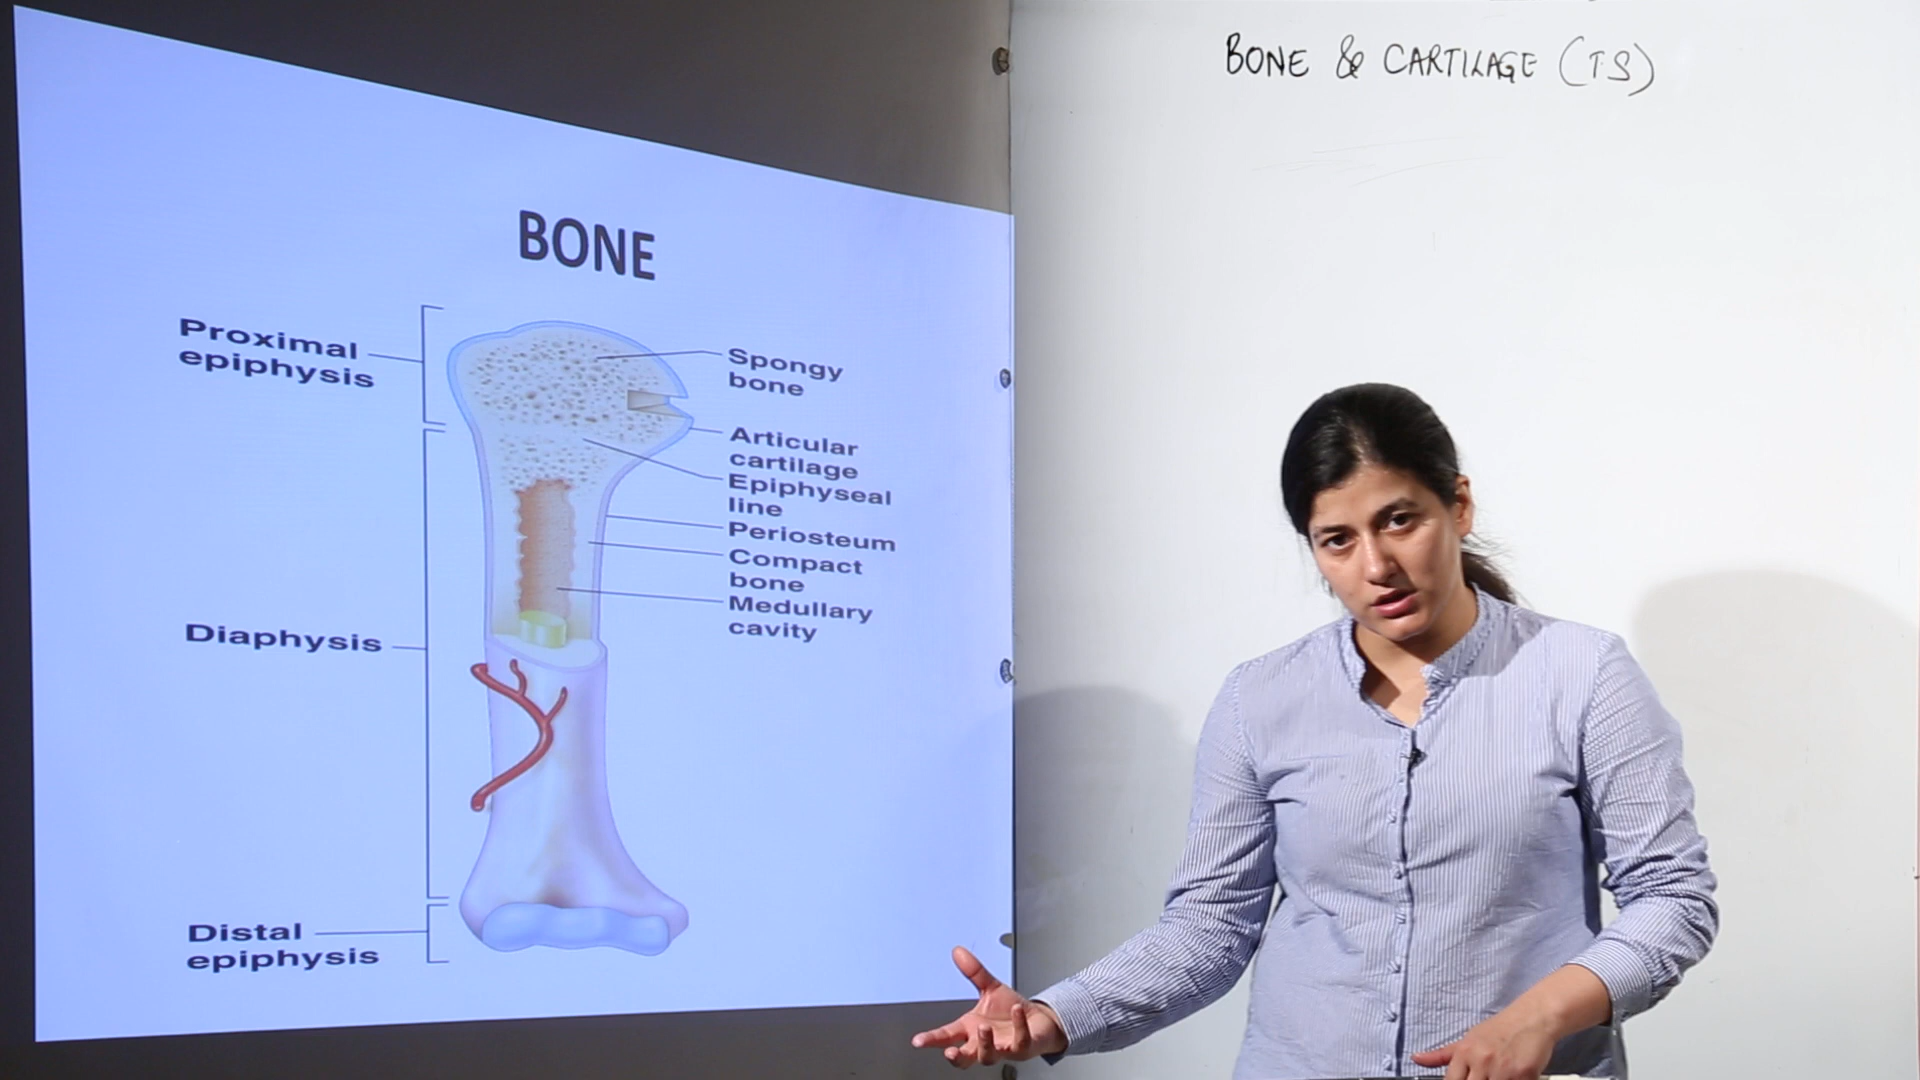 BONE & CARTILAGE (TS)
BONE
Proximal
epiphysis
Diaphysis
Distal
epiphysis
Spongy
bone
Articular
cartilage
Epiphyseal
line
Periosteum
Compact
bone
Medullary
cavity